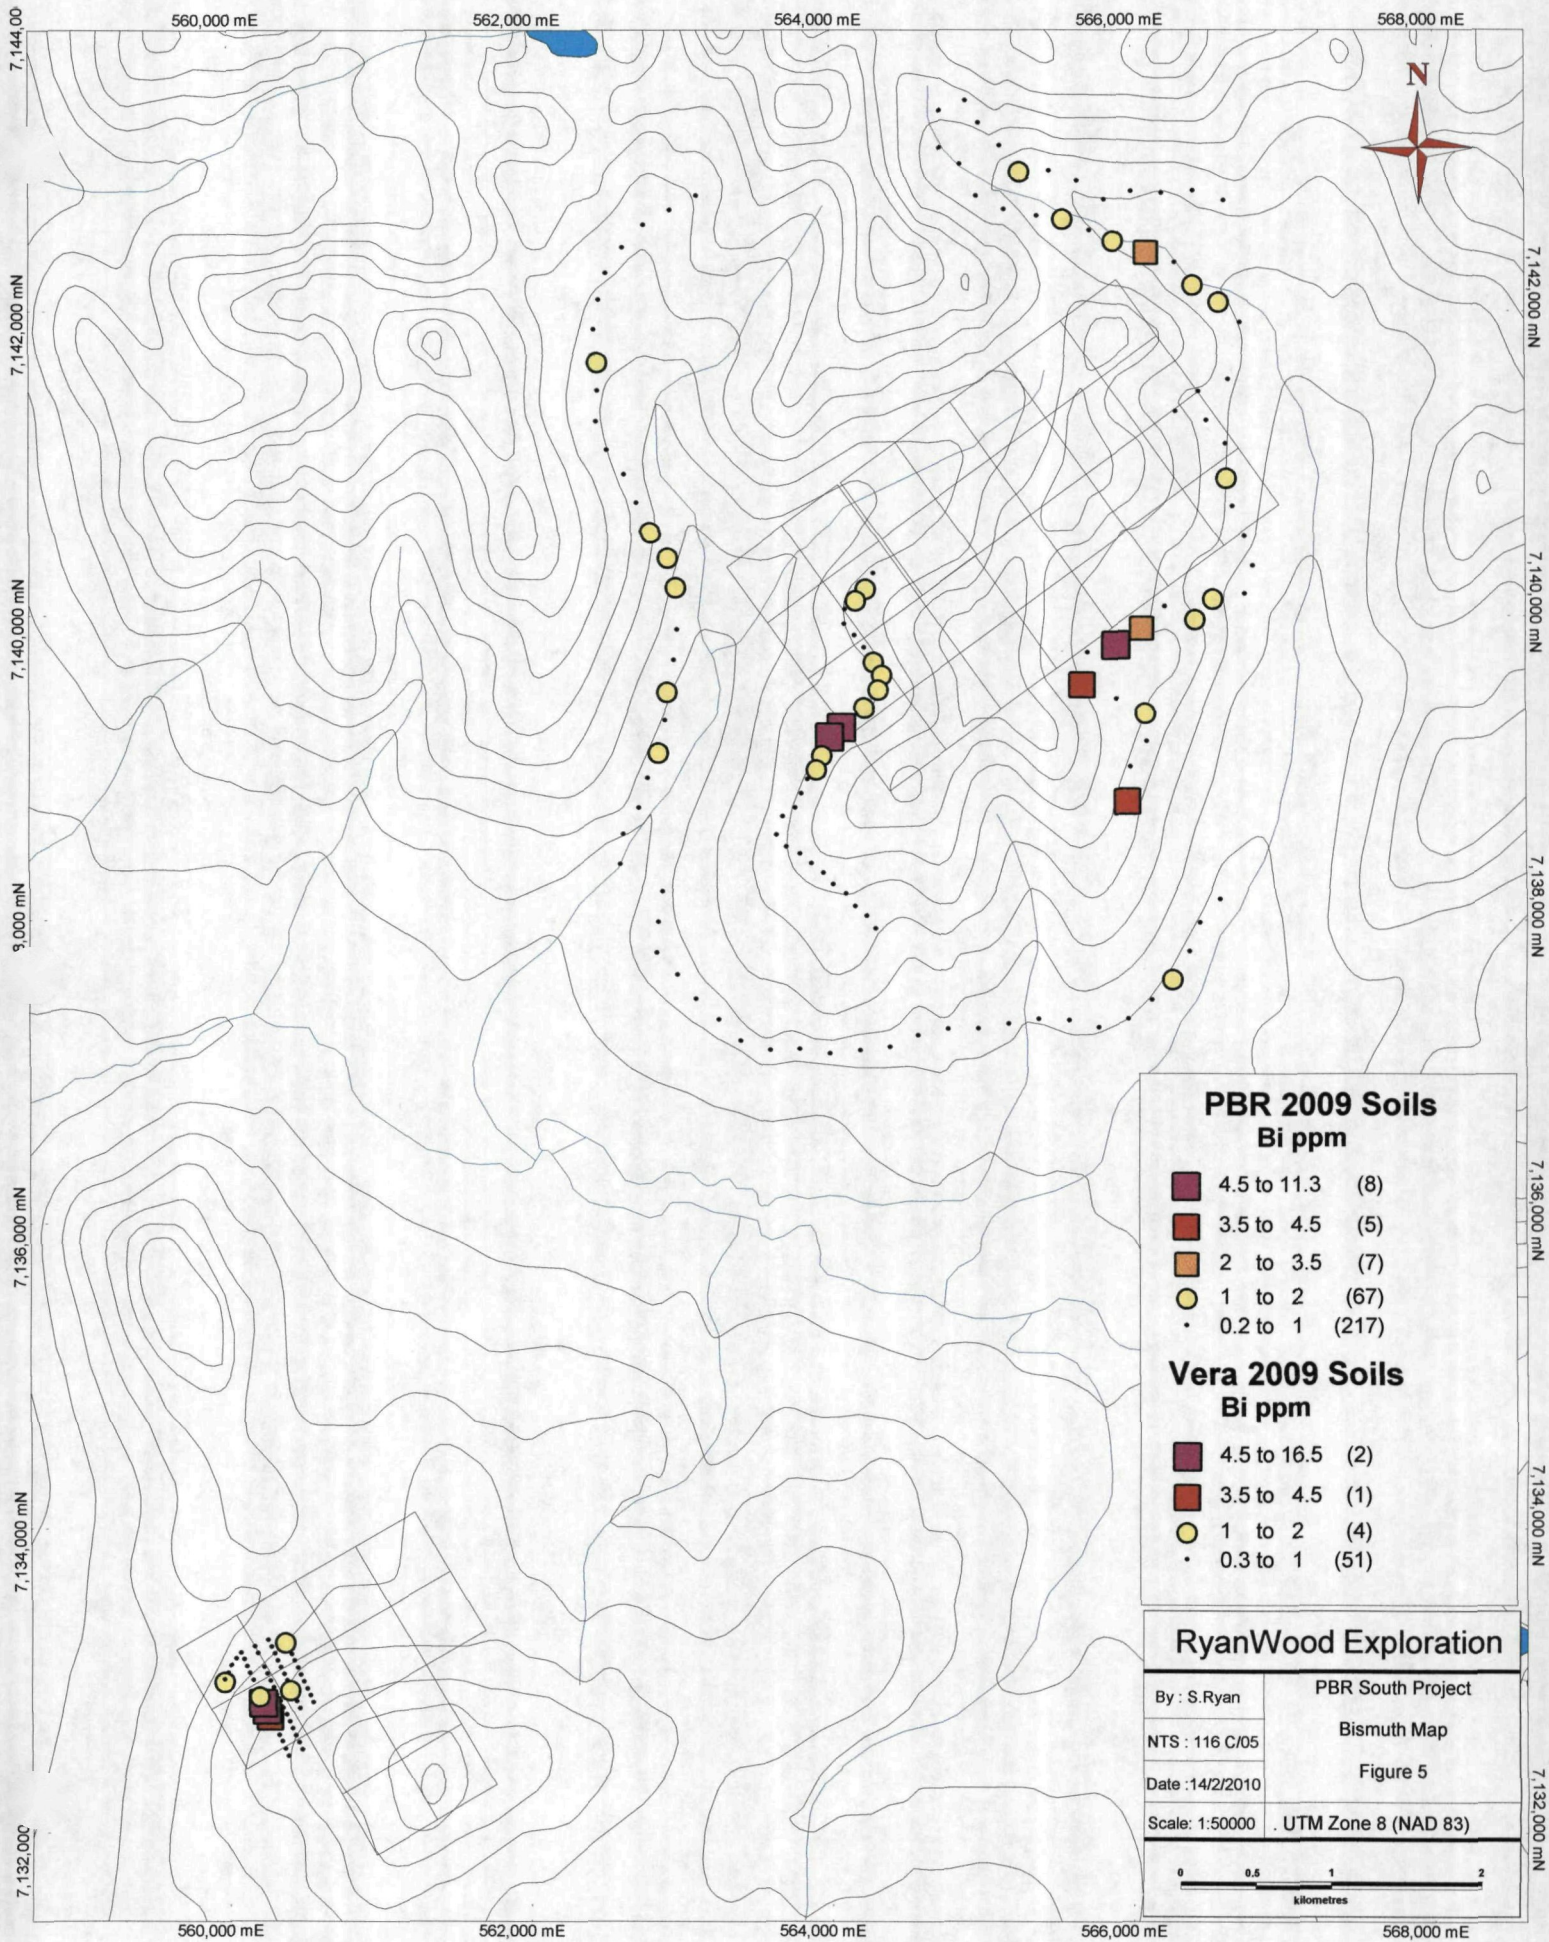 560,000 mE 562,000 mE 564,000 mE 566,000 mE 568,000 mE
7,144,00
N
7,142,000 mN
7,142,000 mN
7,140,000 mN
7,140,000 mN
7,138,000 mN
,000 mN
PBR 2009 Soils
Bi ppm
4.5 to 11.3 (8)
3.5 to 4.5 (5)
2 to 3.5 (7)
1 to 2 (67)
0.2 to 1 (217)
Vera 2009 Soils
Bi ppm
4.5 to 16.5 (2)
3.5 to 4.5 (1)
1 to 2 (4)
0.3 to 1 (51)
7,136,000 mN
7,136,000 mN
7,134,000 mN
7,134,000 mN
RyanWood Exploration
By : S.Ryan
PBR South Project
NTS : 116 C/05
Bismuth Map
Date :14/2/2010
Figure 5
Scale: 1:50000
. UTM Zone 8 (NAD 83)
0 0.5 1 2
kilometres
7,132,000
7,132,000 mN
560,000 mE 562,000 mE 564,000 mE 566,000 mE 568,000 mE